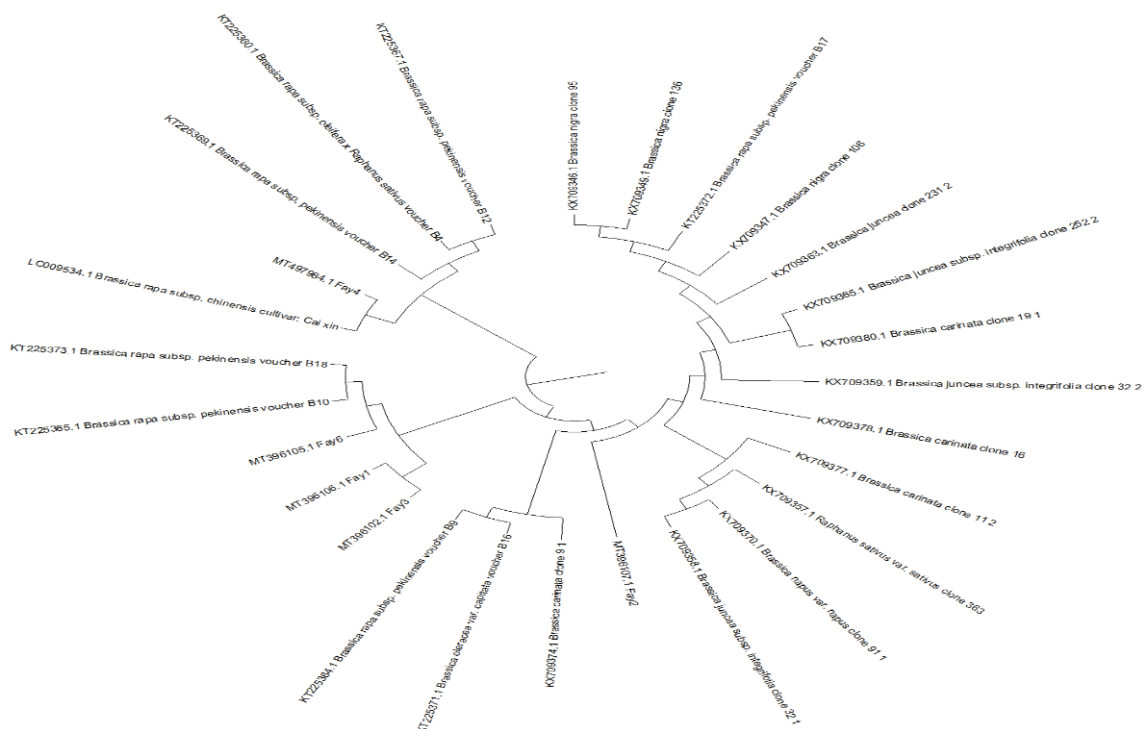 KX709346.1 Brassica nigra clone 95
KX709349.1 Brassica nigra clone 136
KT225372.1 Brassica rapa subsp. pekinensis voucher B17
KX709347.1 Brassica nigra clone 106
KX709363.1 Brassica juncea clone 231 2
KX709365.1 Brassica juncea subsp. integrifolia clone 252 2
KX709380.1 Brassica carinata clone 19 1
KX709359.1 Brassica juncea subsp. integrifolia clone 32 2
KX709378.1 Brassica carinata clone 16
KX709377.1 Brassica carinata clone 11 2
KX709357.1 Raphanus sativus var. sativus clone 363
KX709370.1 Brassica napus var. napus clone 91 1
KX709358.1 Brassica juncea subsp. integrifolia clone 32 1
MT396107.1 Fay2
KX709374.1 Brassica carinata clone 9 1
KT225371.1 Brassica oleracea var. capitata voucher B16
KT225364.1 Brassica rapa subsp. pekinensis voucher B9
MT396102.1 Fay3
MT396106.1 Fay1
MT396105.1 Fay6
KT225365.1 Brassica rapa subsp. pekinensis voucher B10
KT225373.1 Brassica rapa subsp. pekinensis voucher B18
LC009534.1 Brassica rapa subsp. chinensis cultivar: Cai xin
MT497984.1 Fay4
KT225369.1 Brassica rapa subsp. pekinensis voucher B14
KT225360.1 Brassica rapa subsp. oleifera x Raphanus sativus voucher B4
KT225367.1 Brassica rapa subsp. pekinensis voucher B12